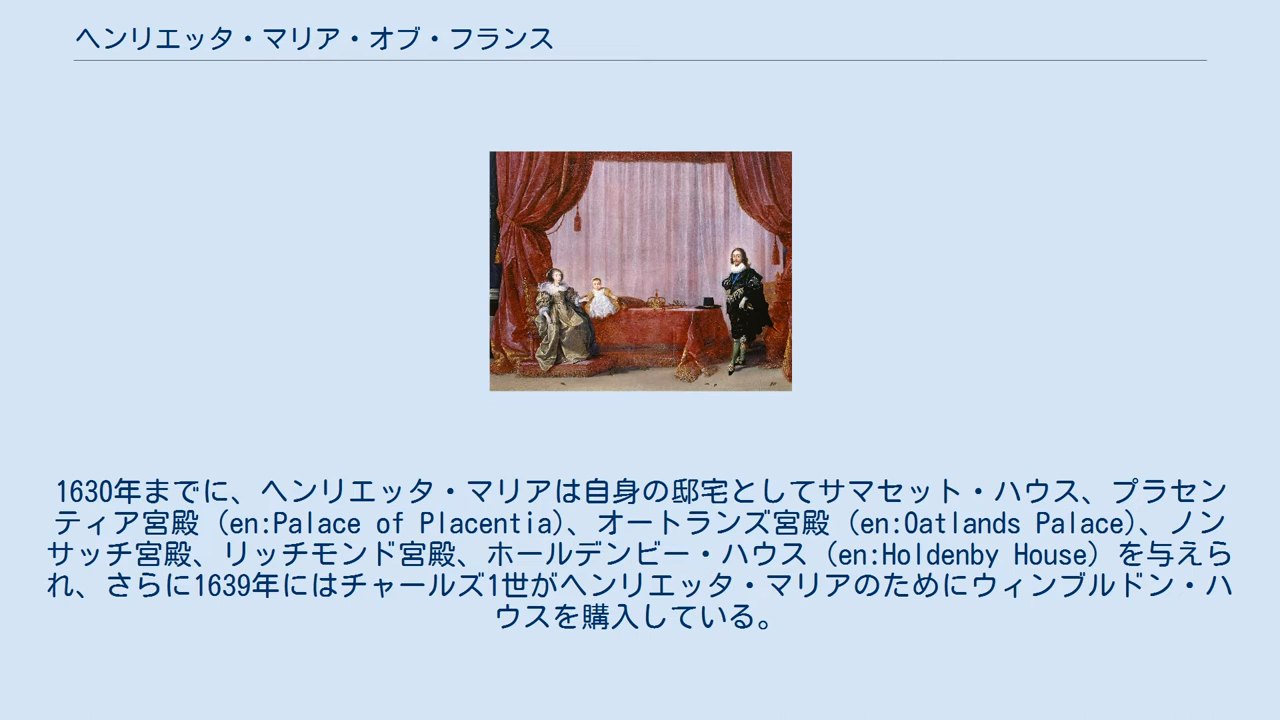 ヘンリエッタ・マリア・オブ・フランス
1630年までに、ヘンリエッタ・マリアは自身の邸宅としてサマセット・ハウス、プラセン
ティア宮殿（en:Palace of Placentia)、オートランズ宮殿（en:Oatlands Palace)、ノン
サッチ宮殿、リッチモンド宮殿、ホールデンビー・ハウス（en:Holdenby House）を与えら
れ、さらに1639年にはチャールズ1世がヘンリエッタ・マリアのためにウィンブルドン・ハ
ウスを購入している。